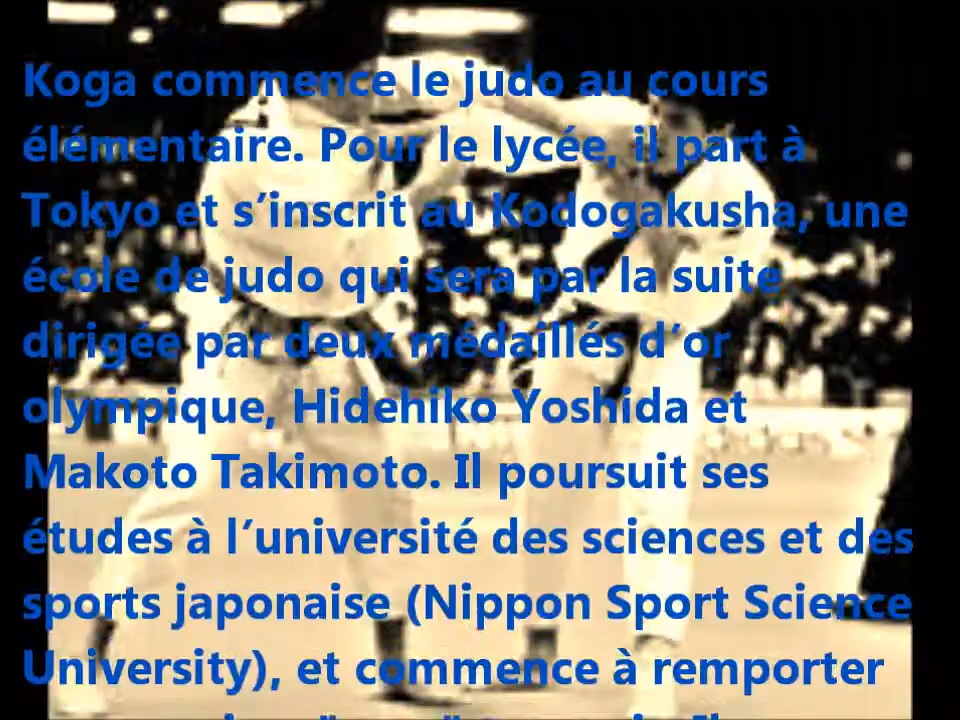 Koga commence le judo au cours
élémentaire. Pour le lycée, il part à
Tokyo et s’inscrit au Kodogakusha, une
école de judo qui sera par la suite
dirigée par deux médaillés d’or
olympique, Hidehiko Yoshida et
Makoto Takimoto. Il poursuit ses
études à l’université des sciences et des
sports japonaise (Nippon Sport Science
University), et commence à remporter